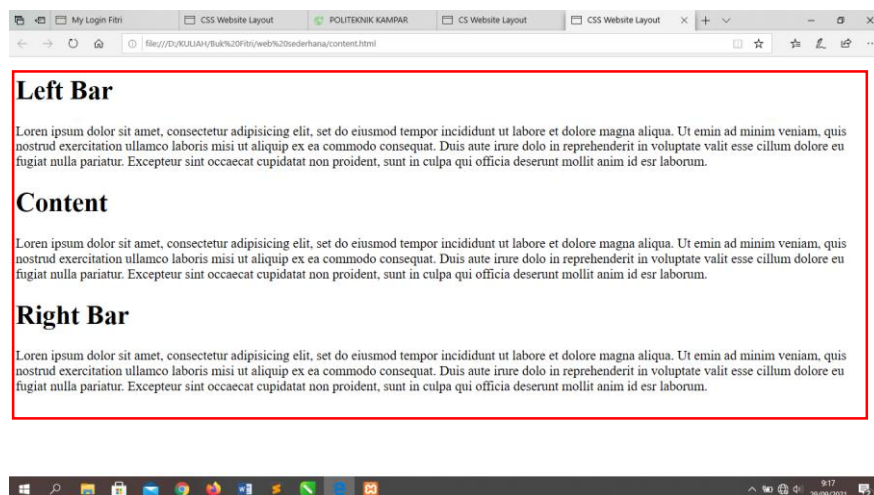 My Login Fitri
CSS Website Layout
POLITEKNIK KAMPAR
CS Website Layout
CSS Website Layout
file:///D:/KULIAH/Buk%20Fitri/web%20sederhana/content.html
Left Bar
Loren ipsum dolor sit amet, consectetur adipisicing elit, set do eiusmod tempor incididunt ut labore et dolore magna aliqua. Ut emin ad minim veniam, quis
nostrud exercitation ullamco laboris misi ut aliquip ex ea commodo consequat. Duis aute irure dolo in reprehenderit in voluptate valit esse cillum dolore eu
fugiat nulla pariatur. Excepteur sint occaecat cupidatat non proident, sunt in culpa qui officia deserunt mollit anim id esr laborum.
Content
Loren ipsum dolor sit amet, consectetur adipisicing elit, set do eiusmod tempor incididunt ut labore et dolore magna aliqua. Ut emin ad minim veniam, quis
nostrud exercitation ullamco laboris misi ut aliquip ex ea commodo consequat. Duis aute irure dolo in reprehenderit in voluptate valit esse cillum dolore eu
fugiat nulla pariatur. Excepteur sint occaecat cupidatat non proident, sunt in culpa qui officia deserunt mollit anim id esr laborum.
Right Bar
Loren ipsum dolor sit amet, consectetur adipisicing elit, set do eiusmod tempor incididunt ut labore et dolore magna aliqua. Ut emin ad minim veniam, quis
nostrud exercitation ullamco laboris misi ut aliquip ex ea commodo consequat. Duis aute irure dolo in reprehenderit in voluptate valit esse cillum dolore eu
fugiat nulla pariatur. Excepteur sint occaecat cupidatat non proident, sunt in culpa qui officia deserunt mollit anim id esr laborum.
9:17